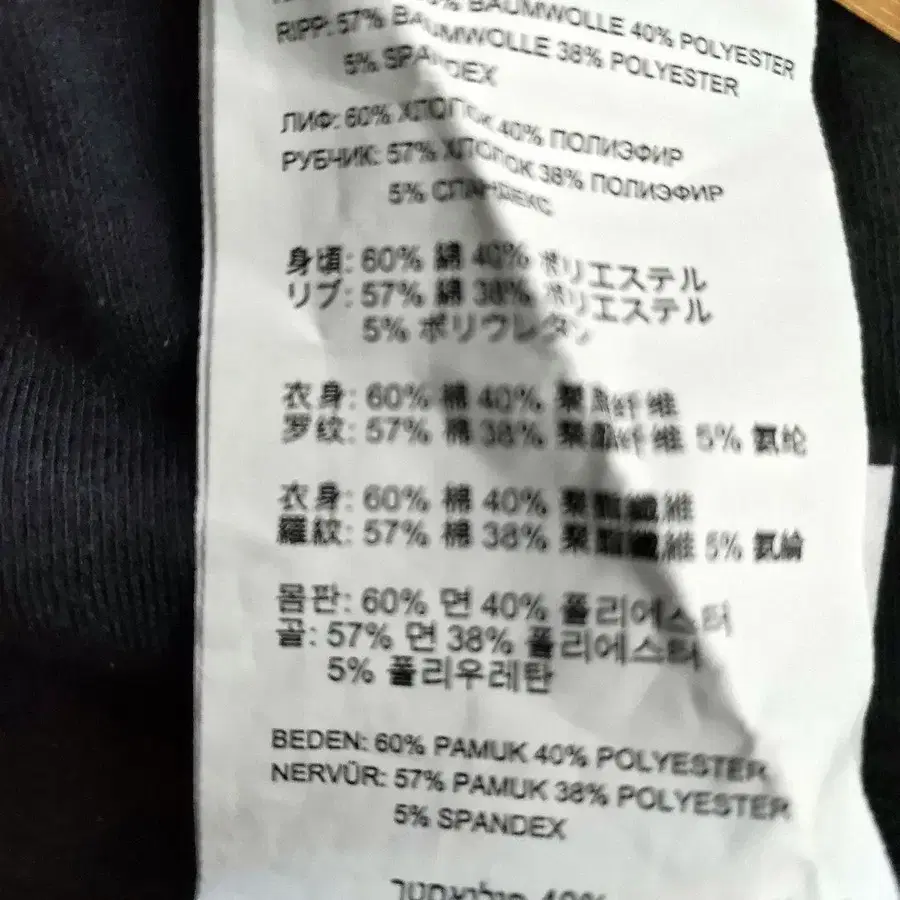 BAUMWOLLE 40% POLYESTER
RIPP: 57% BAUMWOLLE 38% POLYESTER
5% SPANDEX
ЛИФ: 60% ХЛОПОК 40% ПОЛИЭФИР
РУБЧИК: 57% ХЛОПОК 38% ПОЛИЭФИР
5% СПАНДЕКС
身頃: 60% 綿 40% ポリエステル
リブ: 57% 綿 38% ポリエステル
5% ポリウレタン
衣身: 60% 棉 40% 聚酯纤维
罗纹: 57% 棉 38% 聚酯纤维 5% 氨纶
衣身: 60% 棉 40% 聚酯纖維
羅紋: 57% 棉 38% 聚酯纖維 5% 氨綸
몸판: 60% 면 40% 폴리에스터
골: 57% 면 38% 폴리에스터
5% 폴리우레탄
BEDEN: 60% PAMUK 40% POLYESTER
NERVÜR: 57% PAMUK 38% POLYESTER
5% SPANDEX
40% פוליאסטר